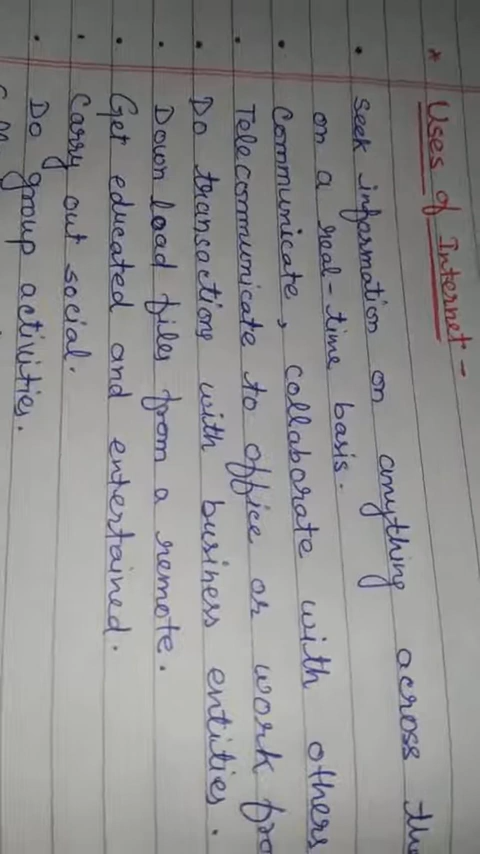 * Uses of Internet -
• Seek information on anything across the
on a real-time basis.
• Communicate, collaborate with others
• Telecommunicate to office or work fro
• Do transactions with business entities.
• Down load files from a remote.
• Get educated and entertained.
• Carry out social.
• Do group activities.